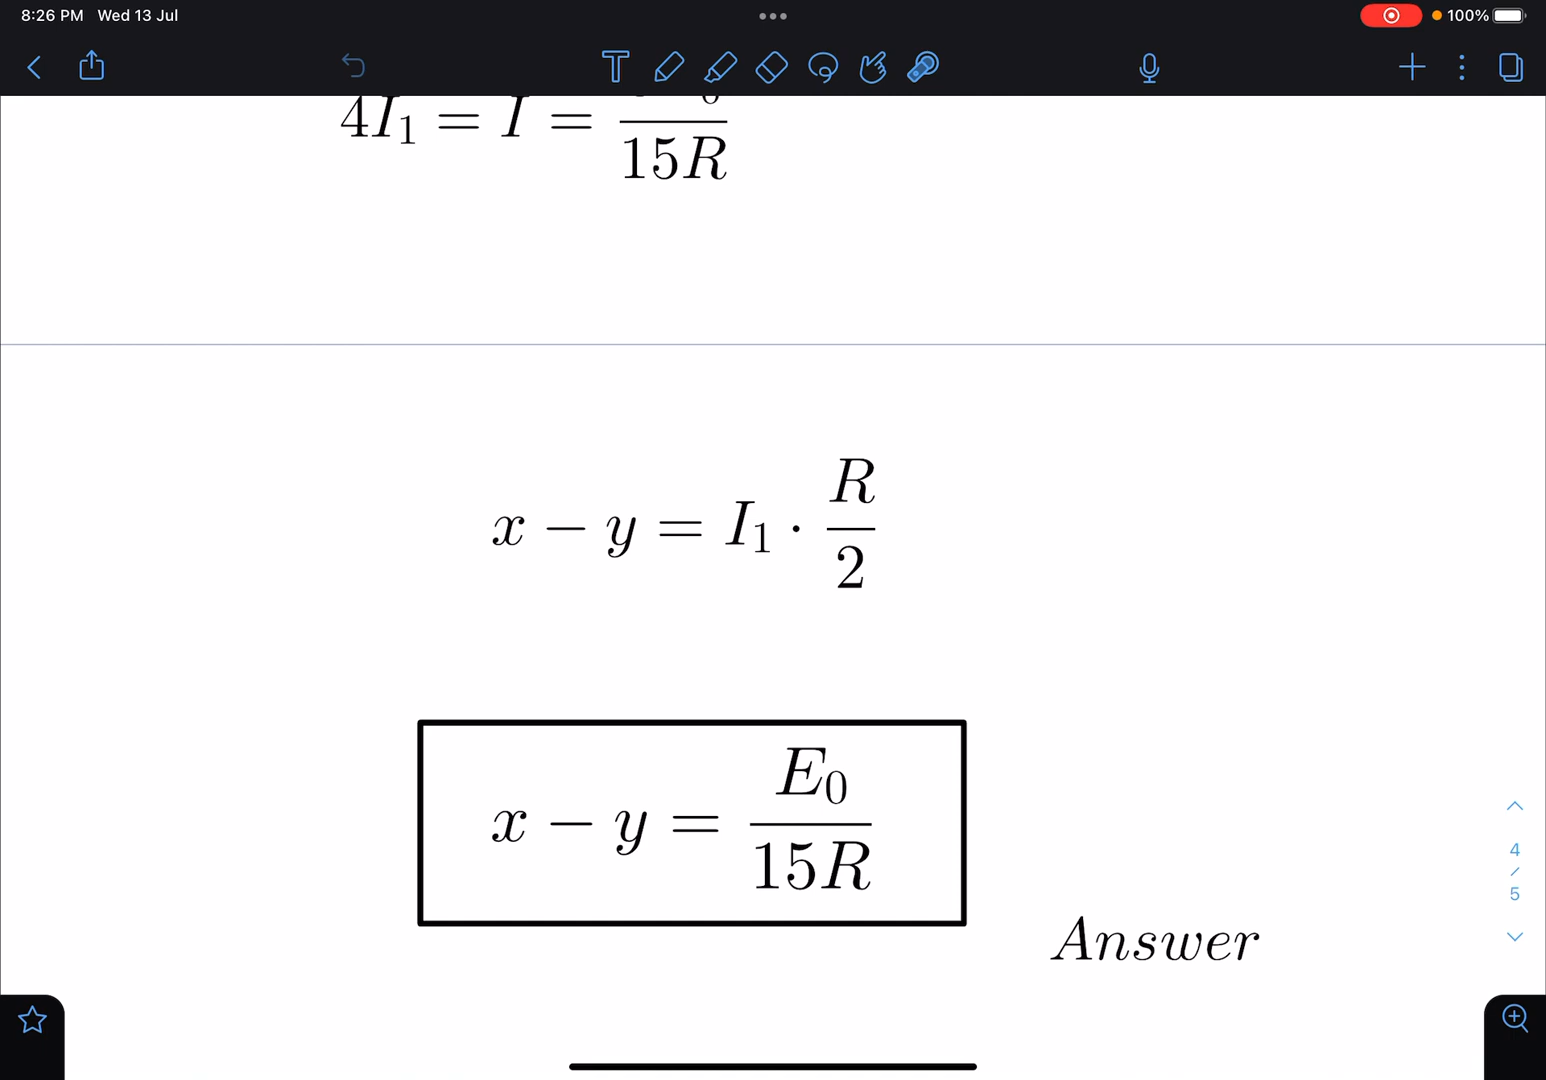 8:26 PM Wed 13 Jul
100%
4I₁ = I = ―/15R
x − y = I₁ · R/2
x − y = E₀/15R
Answer
4
/
5